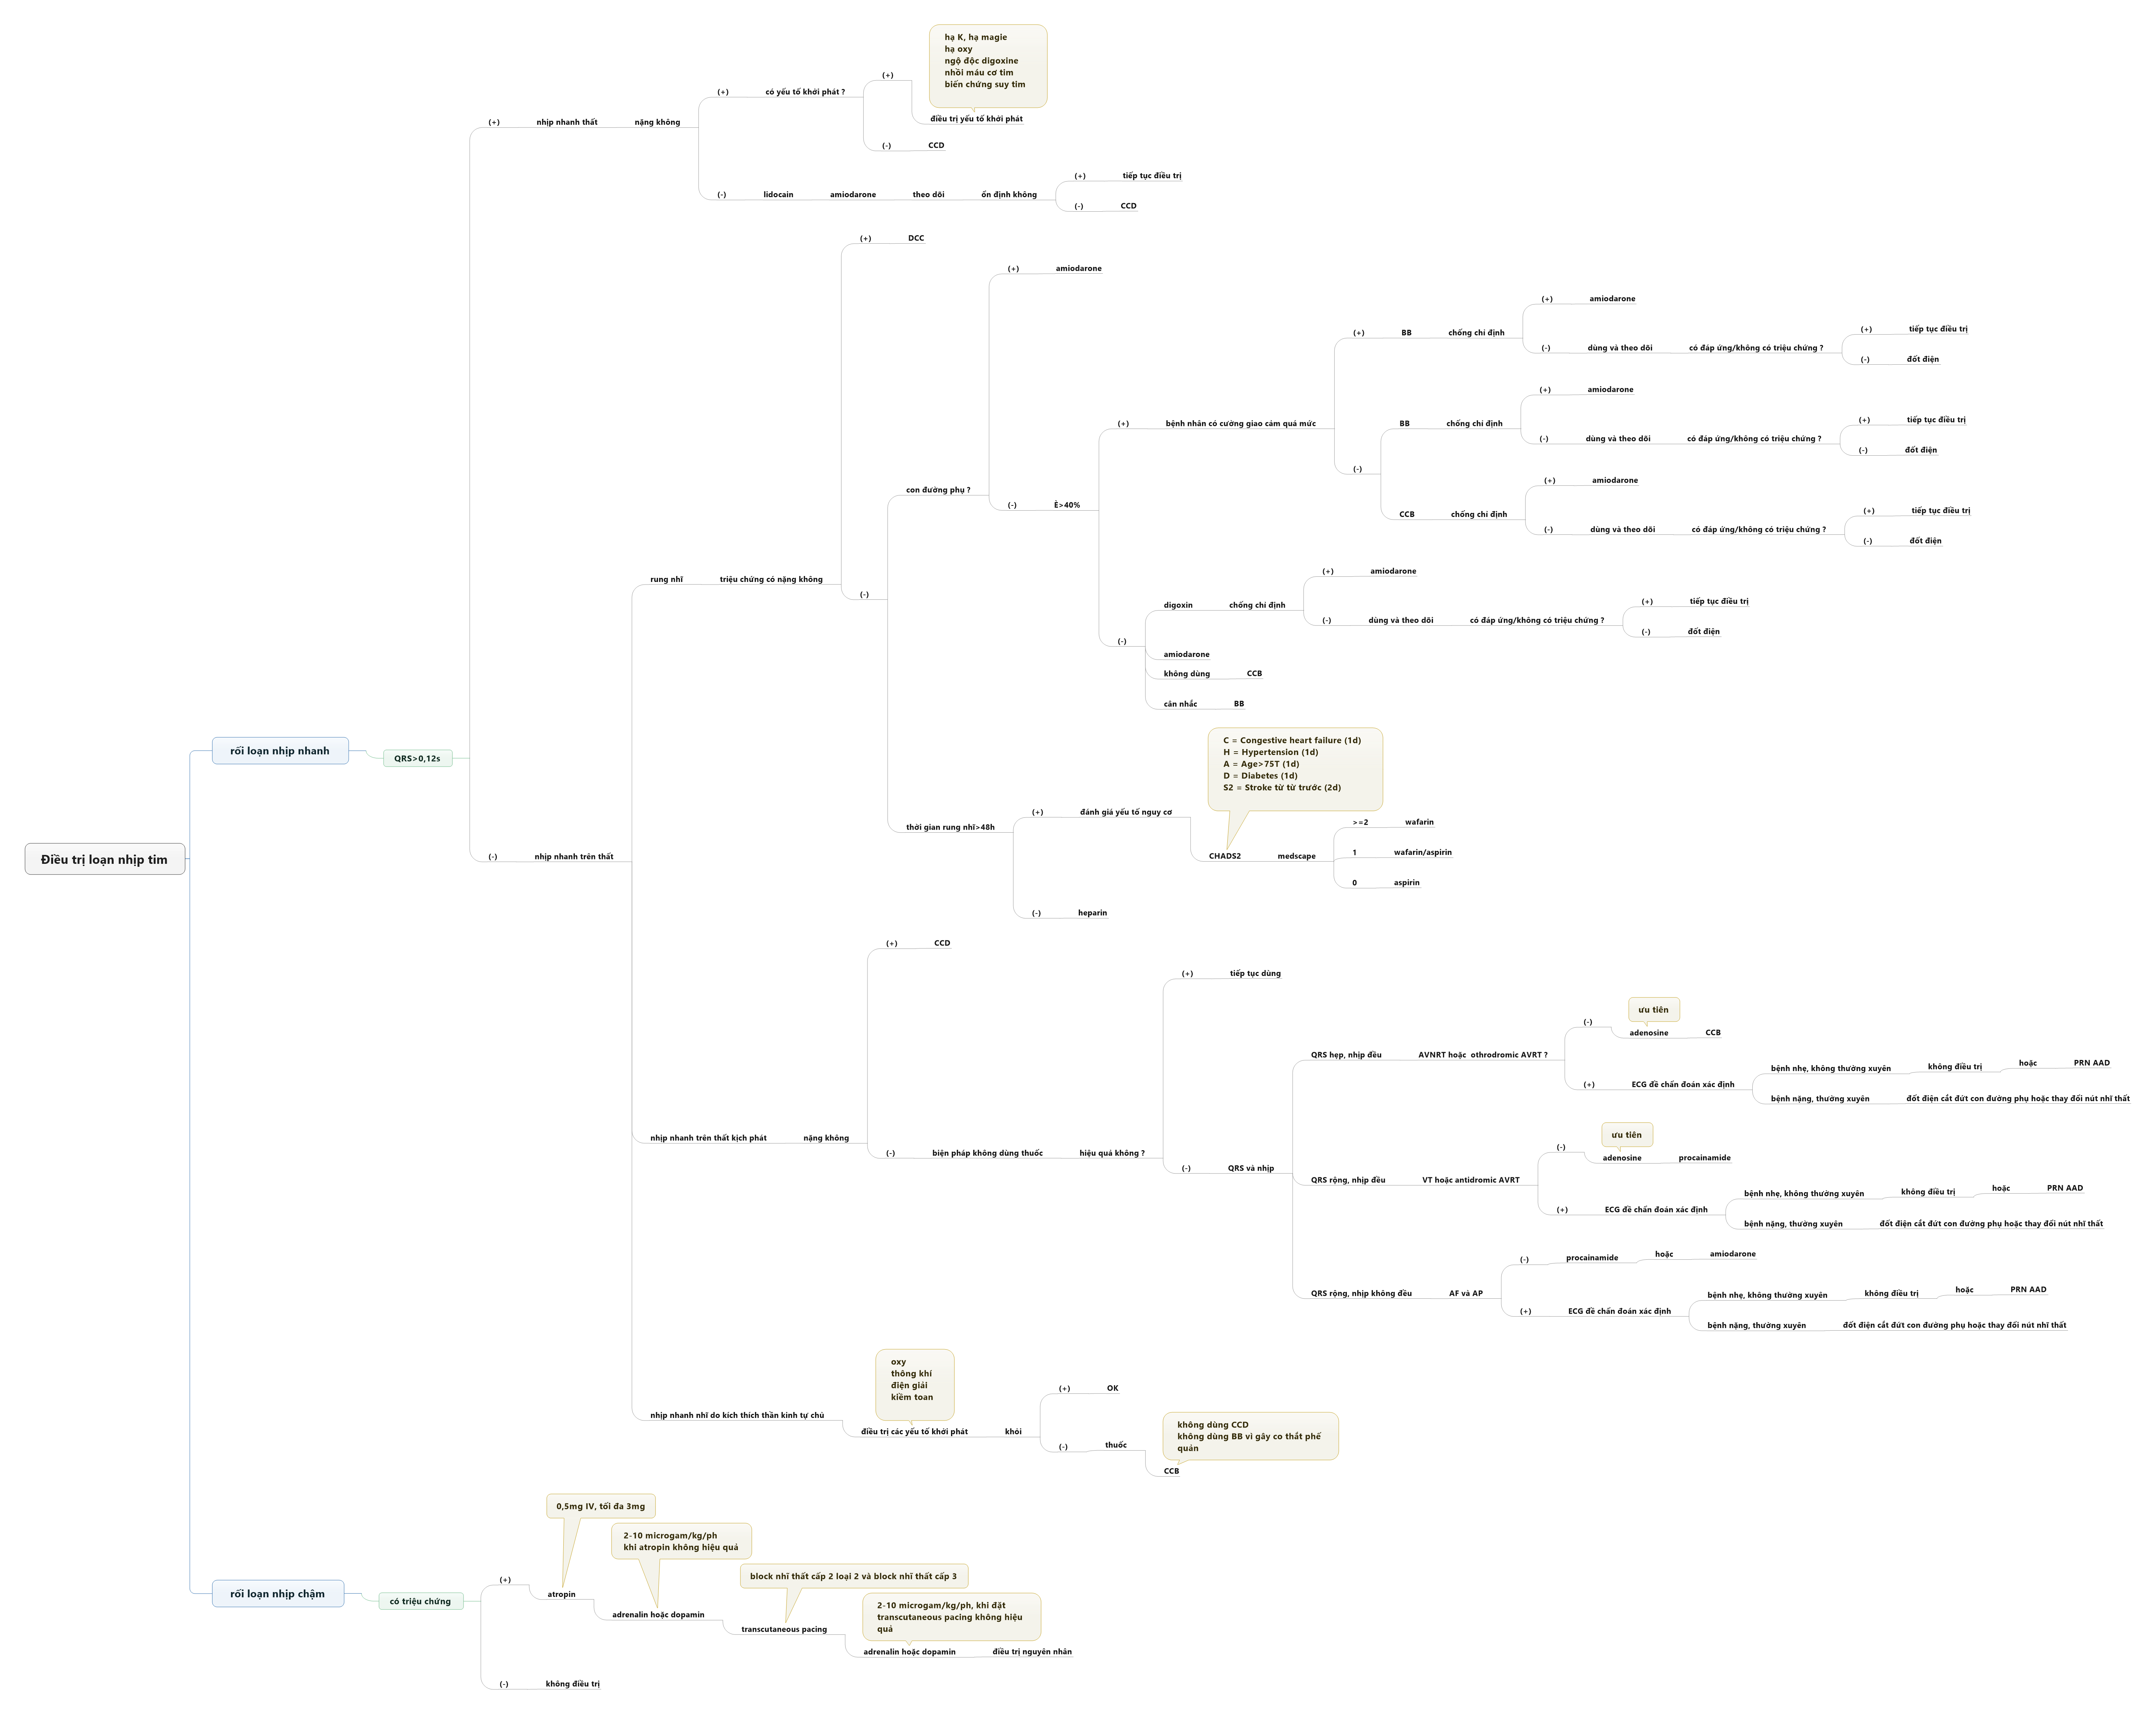 Điều trị loạn nhịp tim
rối loạn nhịp nhanh
QRS>0,12s
(+)
nhịp nhanh thất
nặng không
(+)
có yếu tố khởi phát ?
(+)
hạ K, hạ magie
hạ oxy
ngộ độc digoxine
nhồi máu cơ tim
biến chứng suy tim
điều trị yếu tố khởi phát
(-)
CCD
(-)
lidocain
amiodarone
theo dõi
ổn định không
(+)
tiếp tục điều trị
(-)
CCD
(-)
nhịp nhanh trên thất
rung nhĩ
triệu chứng có nặng không
(+)
DCC
(-)
con đường phụ ?
(+)
amiodarone
(-)
È>40%
(+)
bệnh nhân có cường giao cảm quá mức
(+)
BB
chống chỉ định
(+)
amiodarone
(-)
dùng và theo dõi
có đáp ứng/không có triệu chứng ?
(+)
tiếp tục điều trị
(-)
đốt điện
(-)
BB
chống chỉ định
(+)
amiodarone
(-)
dùng và theo dõi
có đáp ứng/không có triệu chứng ?
(+)
tiếp tục điều trị
(-)
đốt điện
CCB
chống chỉ định
(+)
amiodarone
(-)
dùng và theo dõi
có đáp ứng/không có triệu chứng ?
(+)
tiếp tục điều trị
(-)
đốt điện
(-)
digoxin
chống chỉ định
(+)
amiodarone
(-)
dùng và theo dõi
có đáp ứng/không có triệu chứng ?
(+)
tiếp tục điều trị
(-)
đốt điện
amiodarone
không dùng
CCB
cân nhắc
BB
thời gian rung nhĩ>48h
(+)
đánh giá yếu tố nguy cơ
C = Congestive heart failure (1d)
H = Hypertension (1d)
A = Age>75T (1d)
D = Diabetes (1d)
S2 = Stroke từ từ trước (2d)
CHADS2
medscape
>=2
wafarin
1
wafarin/aspirin
0
aspirin
(-)
heparin
nhịp nhanh trên thất kịch phát
nặng không
(+)
CCD
(-)
biện pháp không dùng thuốc
hiệu quả không ?
(+)
tiếp tục dùng
(-)
QRS và nhịp
QRS hẹp, nhịp đều
AVNRT hoặc  othrodromic AVRT ?
(-)
ưu tiên
adenosine
CCB
(+)
ECG để chẩn đoán xác định
bệnh nhẹ, không thường xuyên
không điều trị
hoặc
PRN AAD
bệnh nặng, thường xuyên
đốt điện cắt đứt con đường phụ hoặc thay đổi nút nhĩ thất
QRS rộng, nhịp đều
VT hoặc antidromic AVRT
(-)
ưu tiên
adenosine
procainamide
(+)
ECG để chẩn đoán xác định
bệnh nhẹ, không thường xuyên
không điều trị
hoặc
PRN AAD
bệnh nặng, thường xuyên
đốt điện cắt đứt con đường phụ hoặc thay đổi nút nhĩ thất
QRS rộng, nhịp không đều
AF và AP
(-)
procainamide
hoặc
amiodarone
(+)
ECG để chẩn đoán xác định
bệnh nhẹ, không thường xuyên
không điều trị
hoặc
PRN AAD
bệnh nặng, thường xuyên
đốt điện cắt đứt con đường phụ hoặc thay đổi nút nhĩ thất
nhịp nhanh nhĩ do kích thích thần kinh tự chủ
oxy
thông khí
điện giải
kiềm toan
điều trị các yếu tố khởi phát
khỏi
(+)
OK
(-)
thuốc
không dùng CCD
không dùng BB vì gây co thắt phế
quản
CCB
rối loạn nhịp chậm
có triệu chứng
(+)
0,5mg IV, tối đa 3mg
atropin
2-10 microgam/kg/ph
khi atropin không hiệu quả
adrenalin hoặc dopamin
block nhĩ thất cấp 2 loại 2 và block nhĩ thất cấp 3
transcutaneous pacing
2-10 microgam/kg/ph, khi đặt
transcutaneous pacing không hiệu
quả
adrenalin hoặc dopamin
điều trị nguyên nhân
(-)
không điều trị